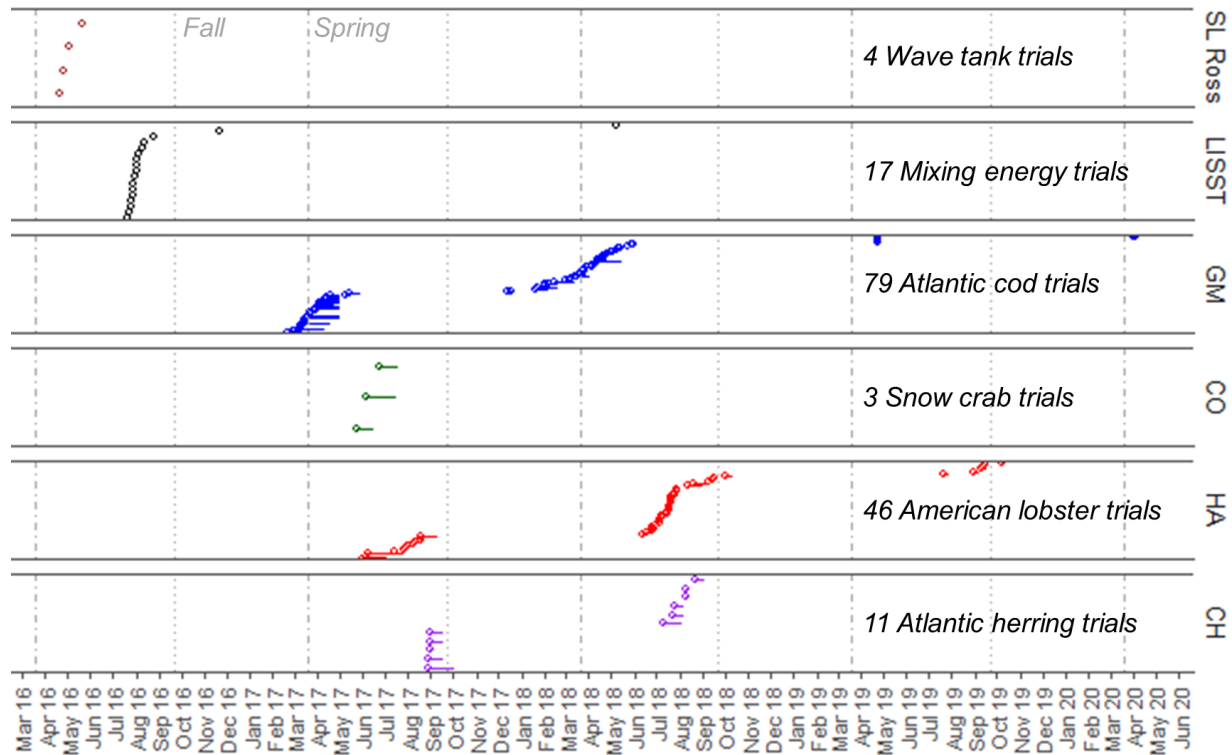 Fall
Spring
4 Wave tank trials
SL Ross
17 Mixing energy trials
LISST
79 Atlantic cod trials
GM
3 Snow crab trials
CO
46 American lobster trials
HA
11 Atlantic herring trials
CH
Mar 16
Apr 16
May 16
Jun 16
Jul 16
Aug 16
Sep 16
Oct 16
Nov 16
Dec 16
Jan 17
Feb 17
Mar 17
Apr 17
May 17
Jun 17
Jul 17
Aug 17
Sep 17
Oct 17
Nov 17
Dec 17
Jan 18
Feb 18
Mar 18
Apr 18
May 18
Jun 18
Jul 18
Aug 18
Sep 18
Oct 18
Nov 18
Dec 18
Jan 19
Feb 19
Mar 19
Apr 19
May 19
Jun 19
Jul 19
Aug 19
Sep 19
Oct 19
Nov 19
Dec 19
Jan 20
Feb 20
Mar 20
Apr 20
May 20
Jun 20